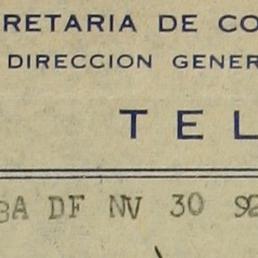 RETARIA DE CO
DIRECCION GENER
TEL
BA DF NV 30 92